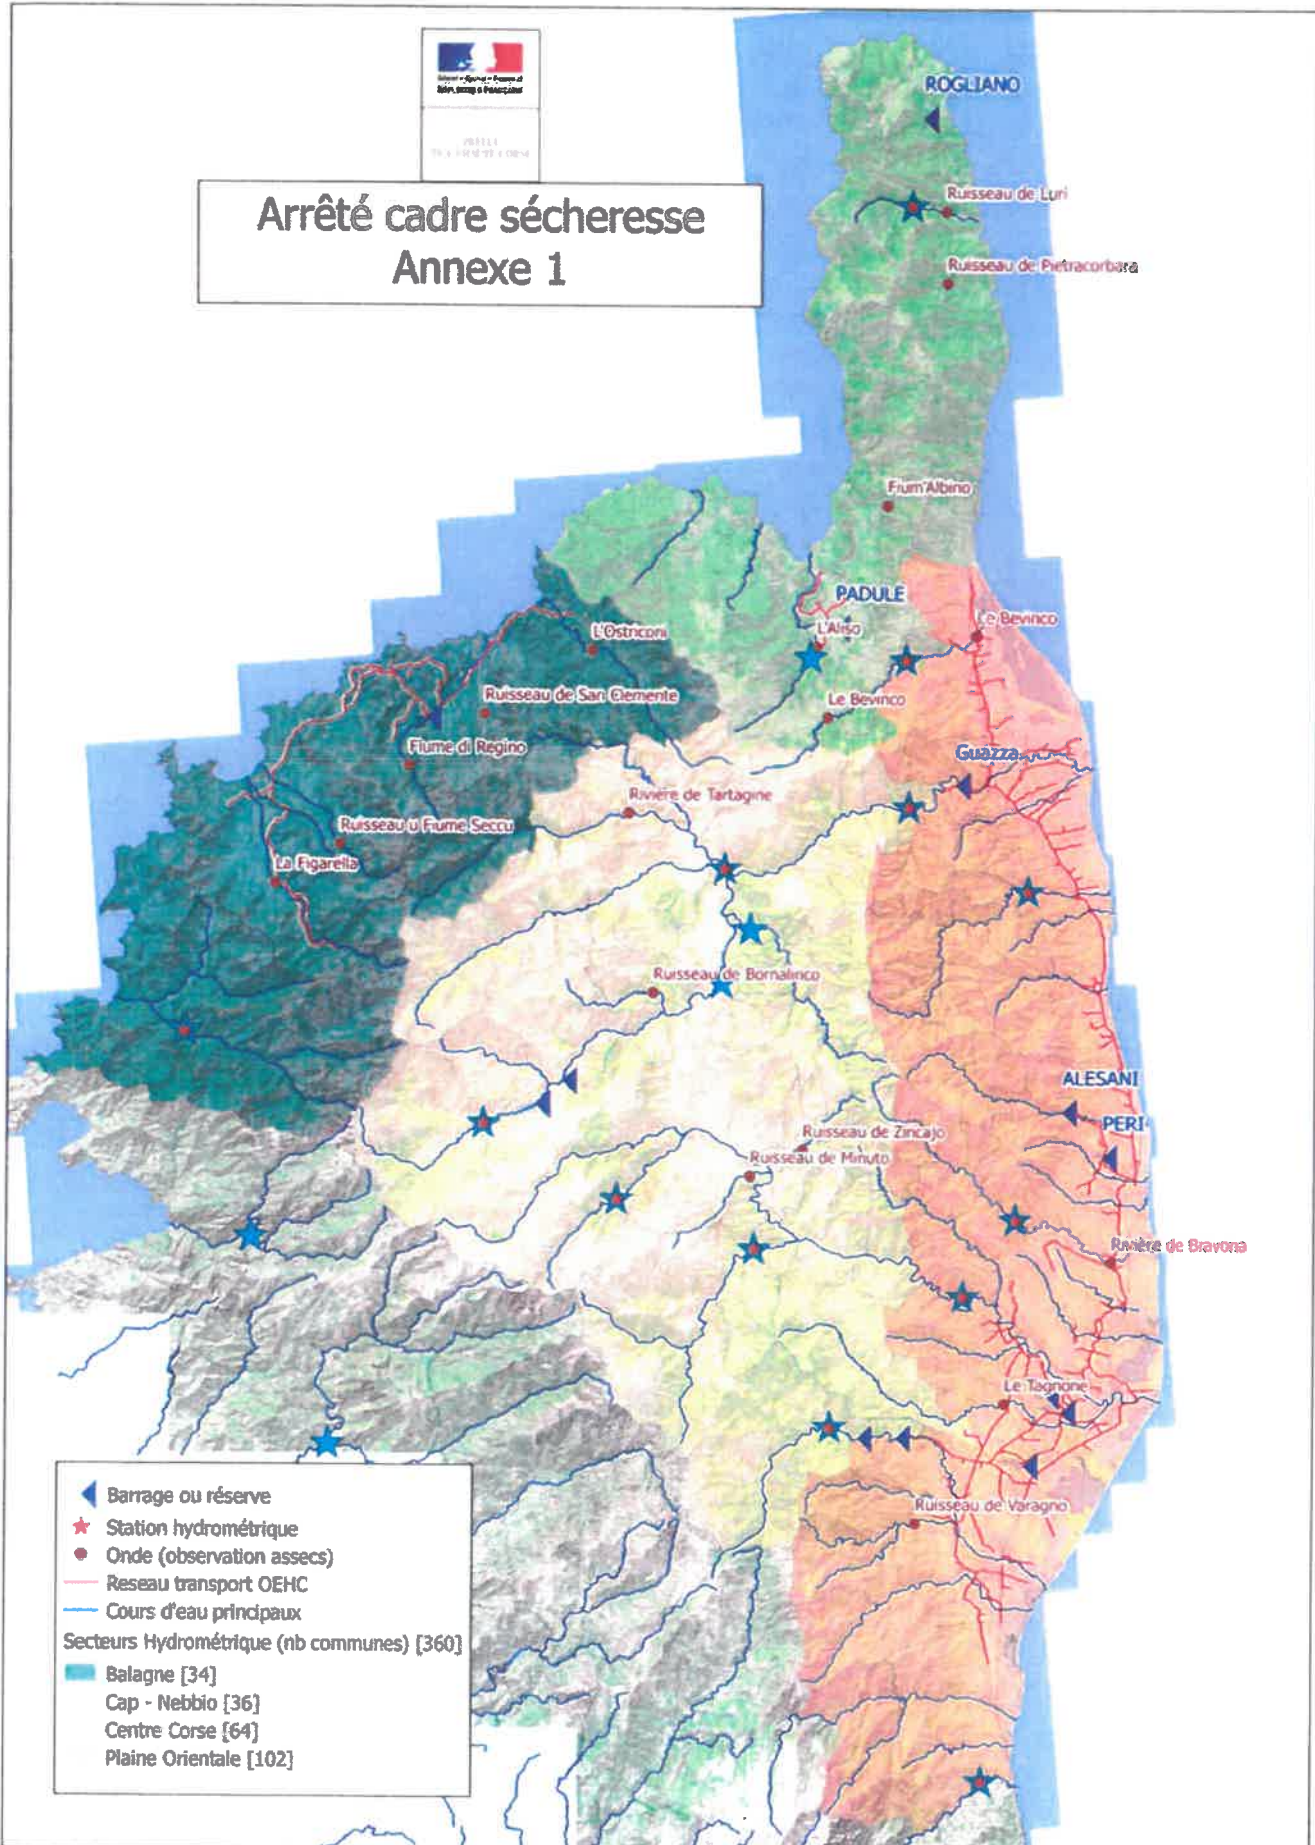 Arrêté cadre sécheresse
Annexe 1
ROGLIANO
Ruisseau de Luri
Ruisseau de Pietracorbara
Fium'Albino
PADULE
L'Aliso
Le Bevinco
L'Ostriconi
Ruisseau de San Clemente
Le Bevinco
Fiume di Regino
Guazza
Rivière de Tartagine
Ruisseau u Fiume Seccu
La Figarella
Ruisseau de Bornalinco
ALESANI
PERI
Ruisseau de Zincajo
Ruisseau de Minuto
Rivière de Bravona
Le Tagnone
Ruisseau de Varagno
Barrage ou réserve
Station hydrométrique
Onde (observation assecs)
Reseau transport OEHC
Cours d'eau principaux
Secteurs Hydrométrique (nb communes) [360]
Balagne [34]
Cap - Nebbio [36]
Centre Corse [64]
Plaine Orientale [102]